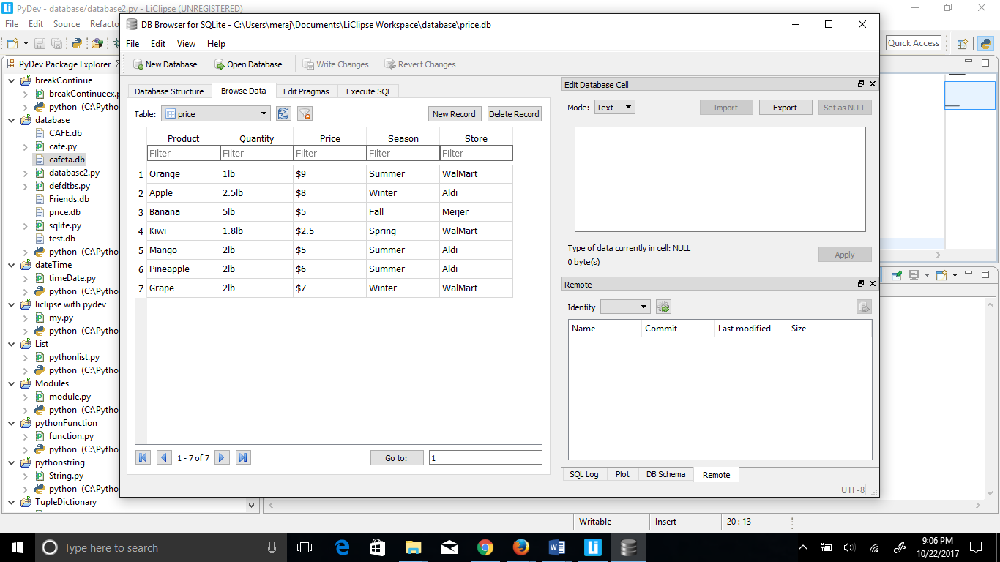 PyDev - database/database2.py - LiClipse (UNREGISTERED)
File Edit Source Refacto
Quick Access
PyDev Package Explorer
breakContinue
breakContinueex.p
python (C:\Pytho
database
CAFE.db
cafe.py
cafeta.db
database2.py
defdtbs.py
Friends.db
price.db
sqlite.py
test.db
python (C:\Pytho
dateTime
timeDate.py
python (C:\Pytho
liclipse with pydev
my.py
python (C:\Pytho
List
pythonlist.py
python (C:\Pytho
Modules
module.py
python (C:\Pytho
pythonFunction
function.py
python (C:\Pytho
pythonstring
String.py
python (C:\Pytho
TupleDictionary
DB Browser for SQLite - C:\Users\meraj\Documents\LiClipse Workspace\database\price.db
File Edit View Help
New Database Open Database Write Changes Revert Changes
Database Structure Browse Data Edit Pragmas Execute SQL
Table: price New Record Delete Record
Product Quantity Price Season Store
Filter Filter Filter Filter Filter
1 Orange 1lb $9 Summer WalMart
2 Apple 2.5lb $8 Winter Aldi
3 Banana 5lb $5 Fall Meijer
4 Kiwi 1.8lb $2.5 Spring WalMart
5 Mango 2lb $5 Summer Aldi
6 Pineapple 2lb $6 Summer Aldi
7 Grape 2lb $7 Winter WalMart
1 - 7 of 7 Go to: 1
Edit Database Cell
Mode: Text Import Export Set as NULL
Type of data currently in cell: NULL
0 byte(s)
Apply
Remote
Identity
Name Commit Last modified Size
SQL Log Plot DB Schema Remote
UTF-8
Writable Insert 20 : 13
Type here to search
9:06 PM
10/22/2017